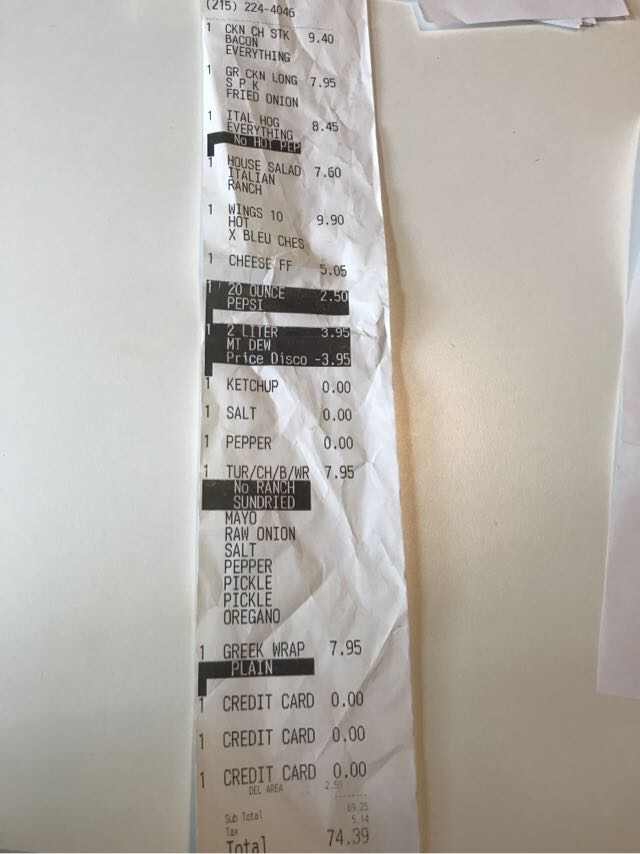 (215) 224-4046
1 CKN CH STK 9.40
BACON
EVERYTHING
1 GR CKN LONG 7.95
S P K
FRIED ONION
1 ITAL HOG 8.45
EVERYTHING
No HOT PEP
1 HOUSE SALAD 7.60
ITALIAN
RANCH
1 WINGS 10 9.90
HOT
X BLEU CHES
1 CHEESE FF 5.05
1 20 OUNCE 2.50
PEPSI
1 2 LITER 3.95
MT DEW
Price Disco -3.95
1 KETCHUP 0.00
1 SALT 0.00
1 PEPPER 0.00
1 TUR/CH/B/WR 7.95
No RANCH
SUNDRIED
MAYO
RAW ONION
SALT
PEPPER
PICKLE
PICKLE
OREGANO
1 GREEK WRAP 7.95
PLAIN
1 CREDIT CARD 0.00
1 CREDIT CARD 0.00
1 CREDIT CARD 0.00
DEL AREA 2.50
Sub Total 69.25
Tax 5.14
Total 74.39